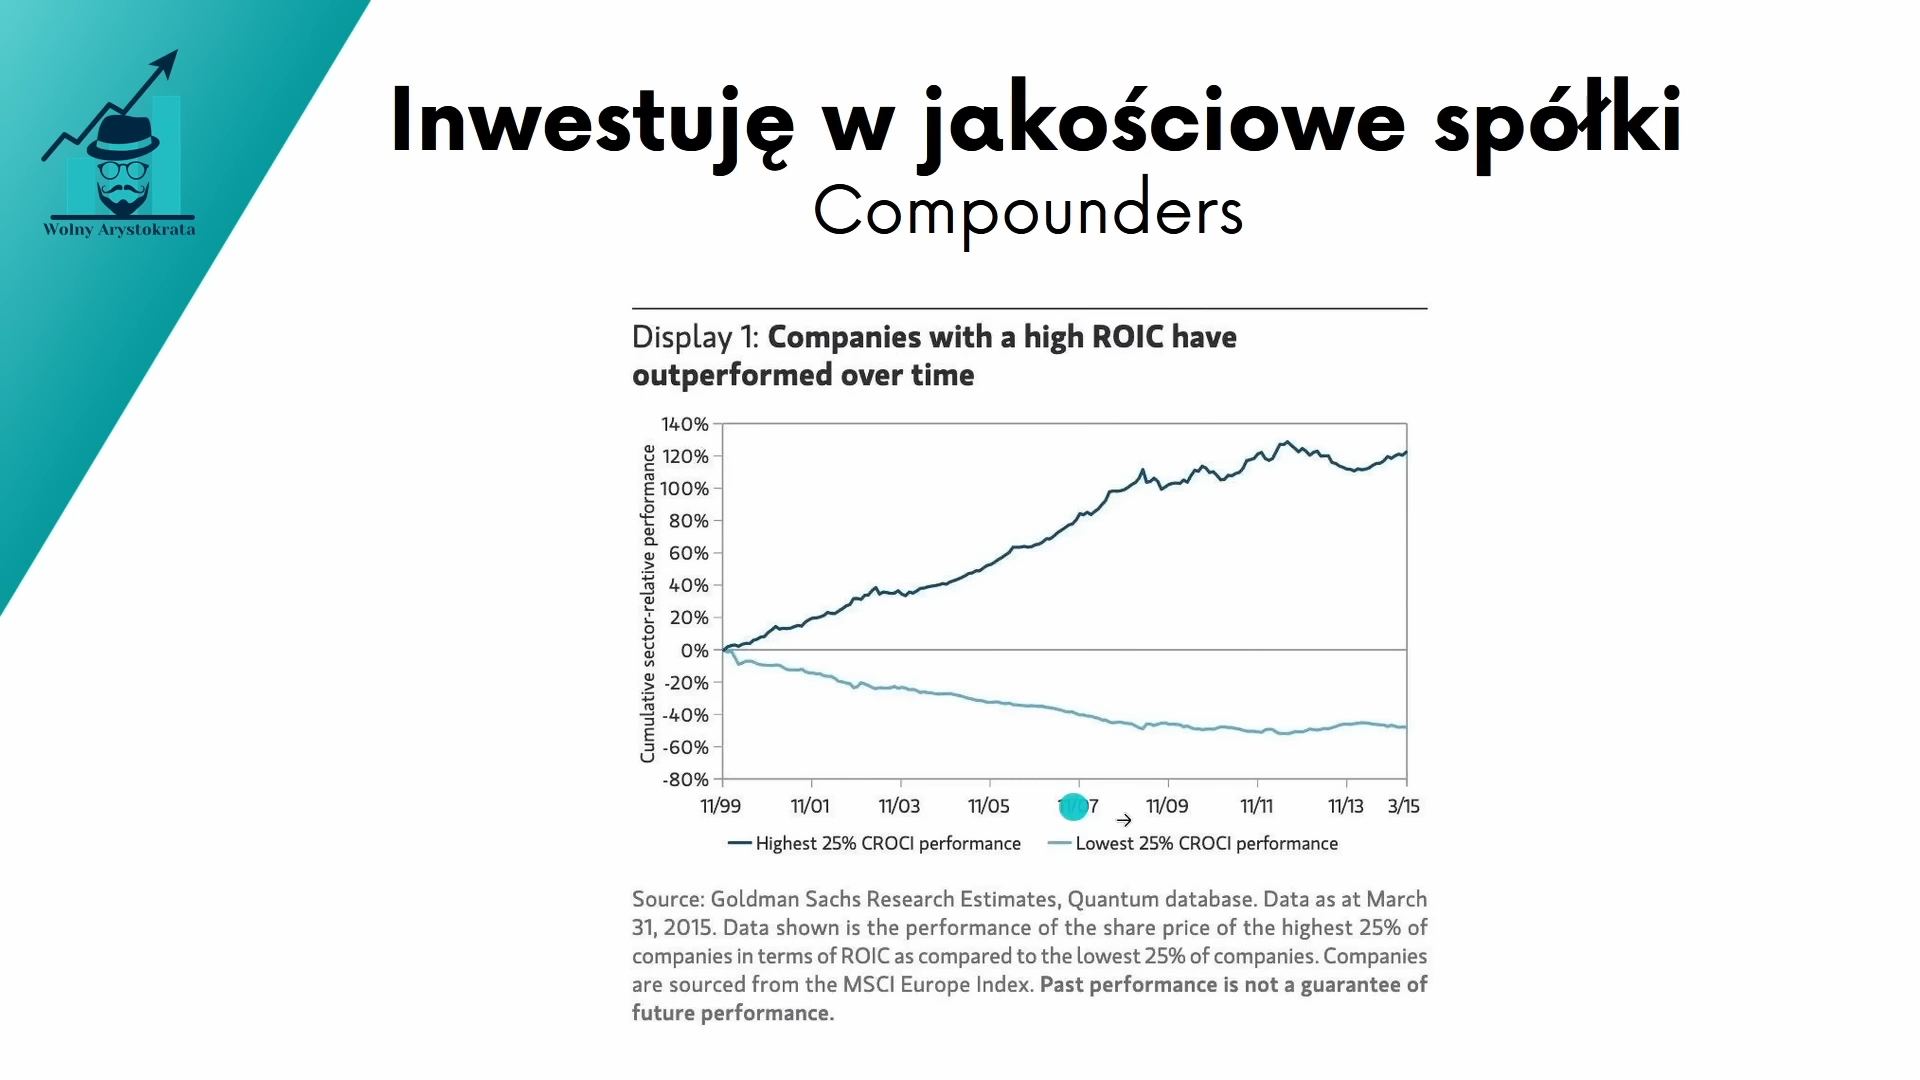 Wolny Arystokrata
Inwestuję w jakościowe spółki
Compounders
Display 1: Companies with a high ROIC have
outperformed over time
Cumulative sector-relative performance
140%
120%
100%
80%
60%
40%
20%
0%
-20%
-40%
-60%
-80%
11/99 11/01 11/03 11/05 11/07 11/09 11/11 11/13 3/15
Highest 25% CROCI performance Lowest 25% CROCI performance
Source: Goldman Sachs Research Estimates, Quantum database. Data as at March
31, 2015. Data shown is the performance of the share price of the highest 25% of
companies in terms of ROIC as compared to the lowest 25% of companies. Companies
are sourced from the MSCI Europe Index. Past performance is not a guarantee of
future performance.